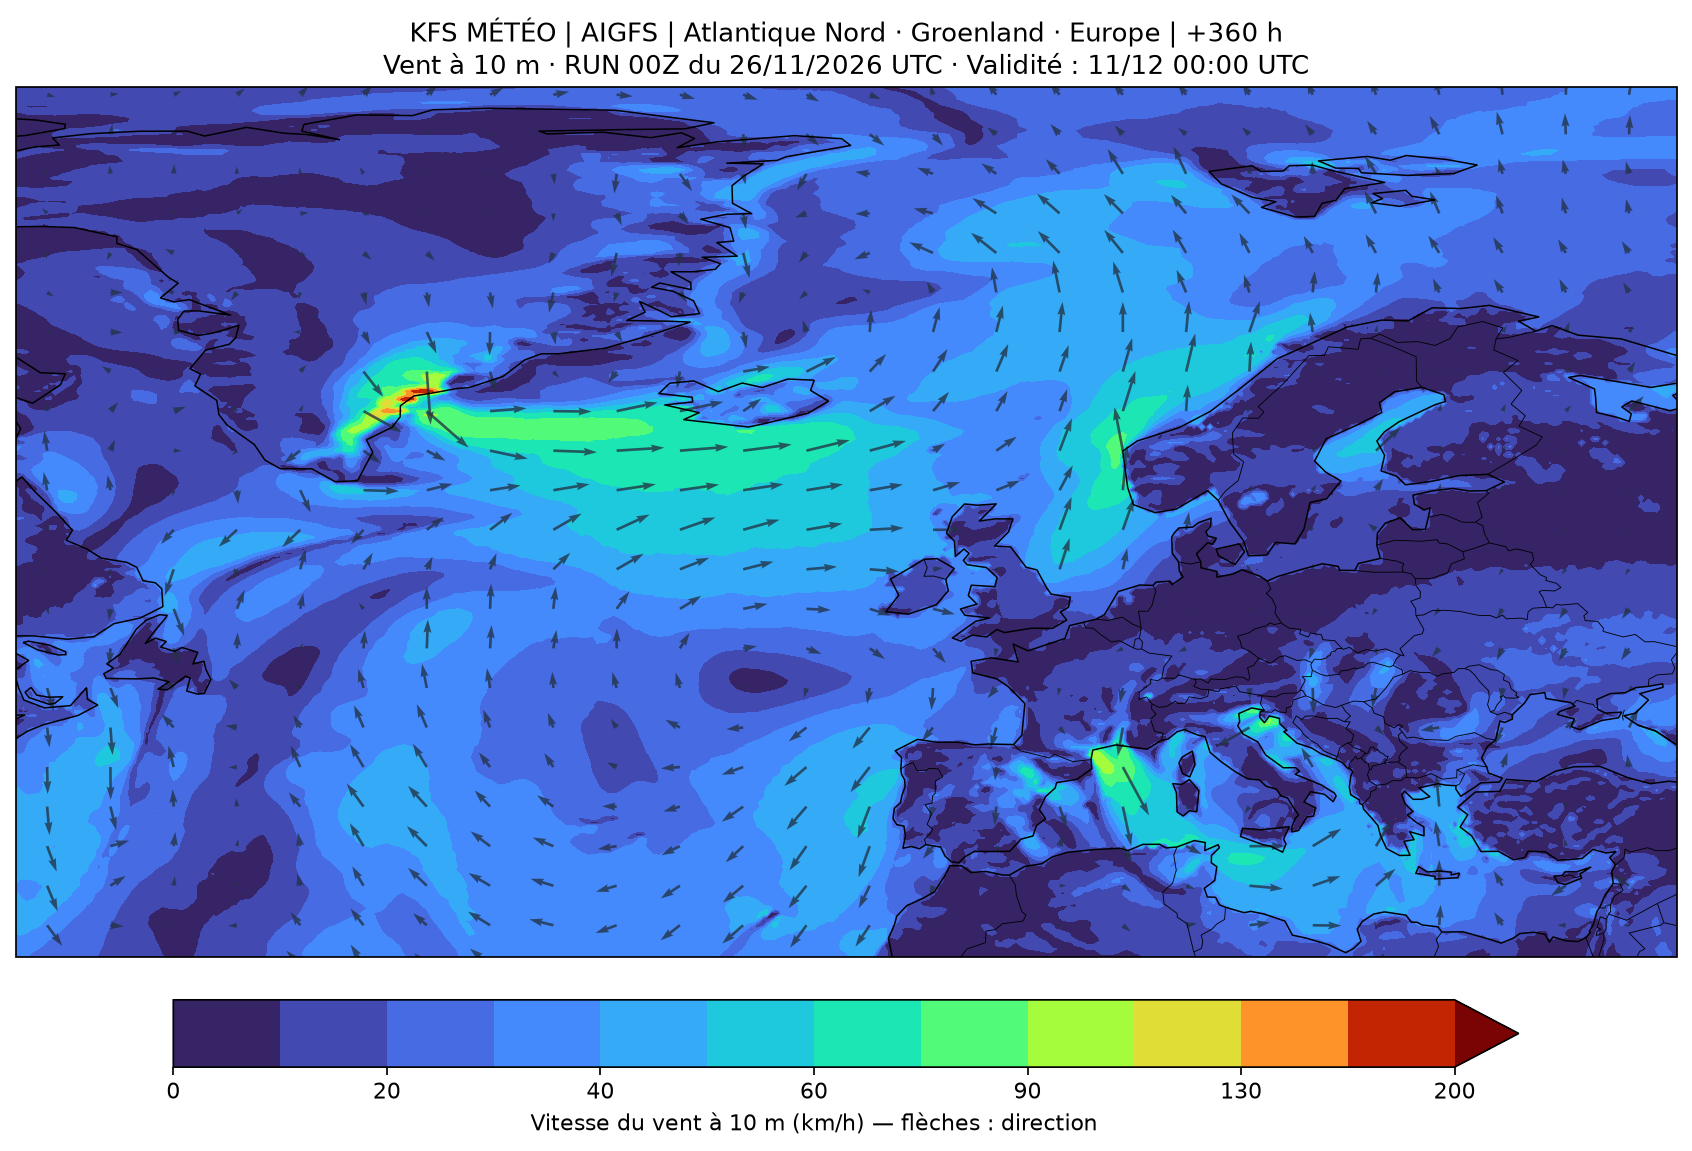 KFS MÉTÉO | AIGFS | Atlantique Nord · Groenland · Europe | +360 h
Vent à 10 m · RUN 00Z du 26/11/2026 UTC · Validité : 11/12 00:00 UTC
0 20 40 60 90 130 200
Vitesse du vent à 10 m (km/h) — flèches : direction